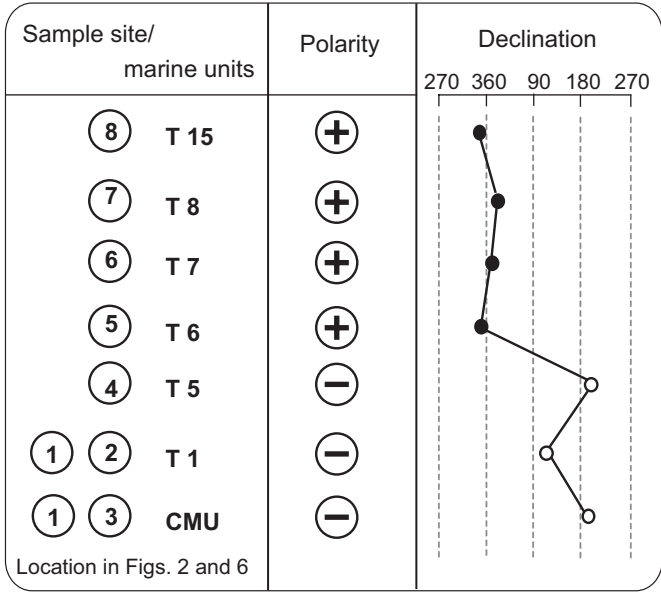 Sample site/
marine units
Polarity
Declination
270 360 90 180 270
8 T 15 +
7 T 8 +
6 T 7 +
5 T 6 +
4 T 5 −
1 2 T 1 −
1 3 CMU −
Location in Figs. 2 and 6